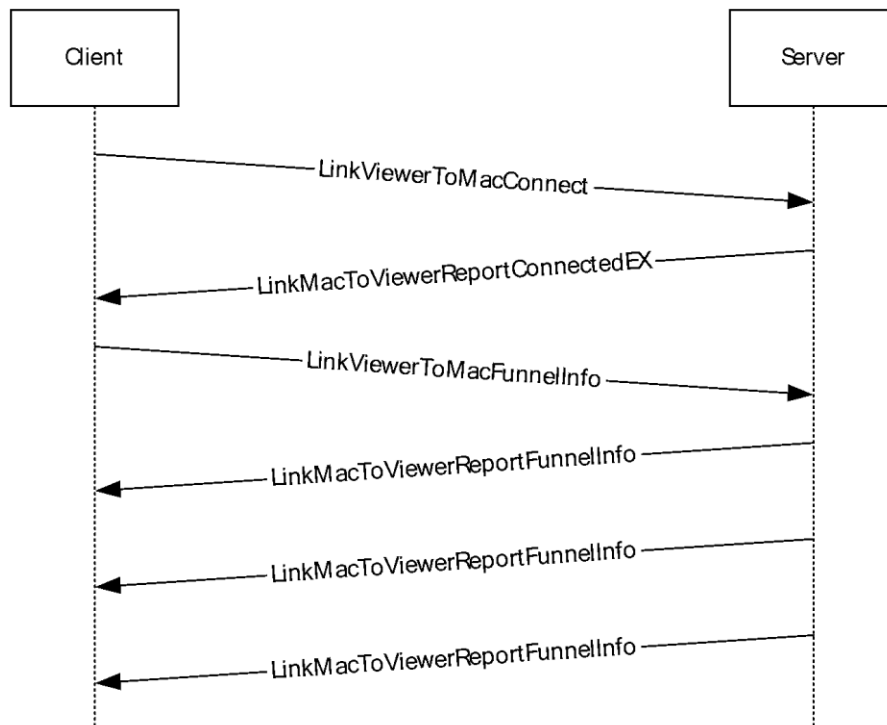 Client
Server
LinkViewerToMacConnect
LinkMacToViewerReportConnectedEX
LinkViewerToMacFunnelInfo
LinkMacToViewerReportFunnelInfo
LinkMacToViewerReportFunnelInfo
LinkMacToViewerReportFunnelInfo